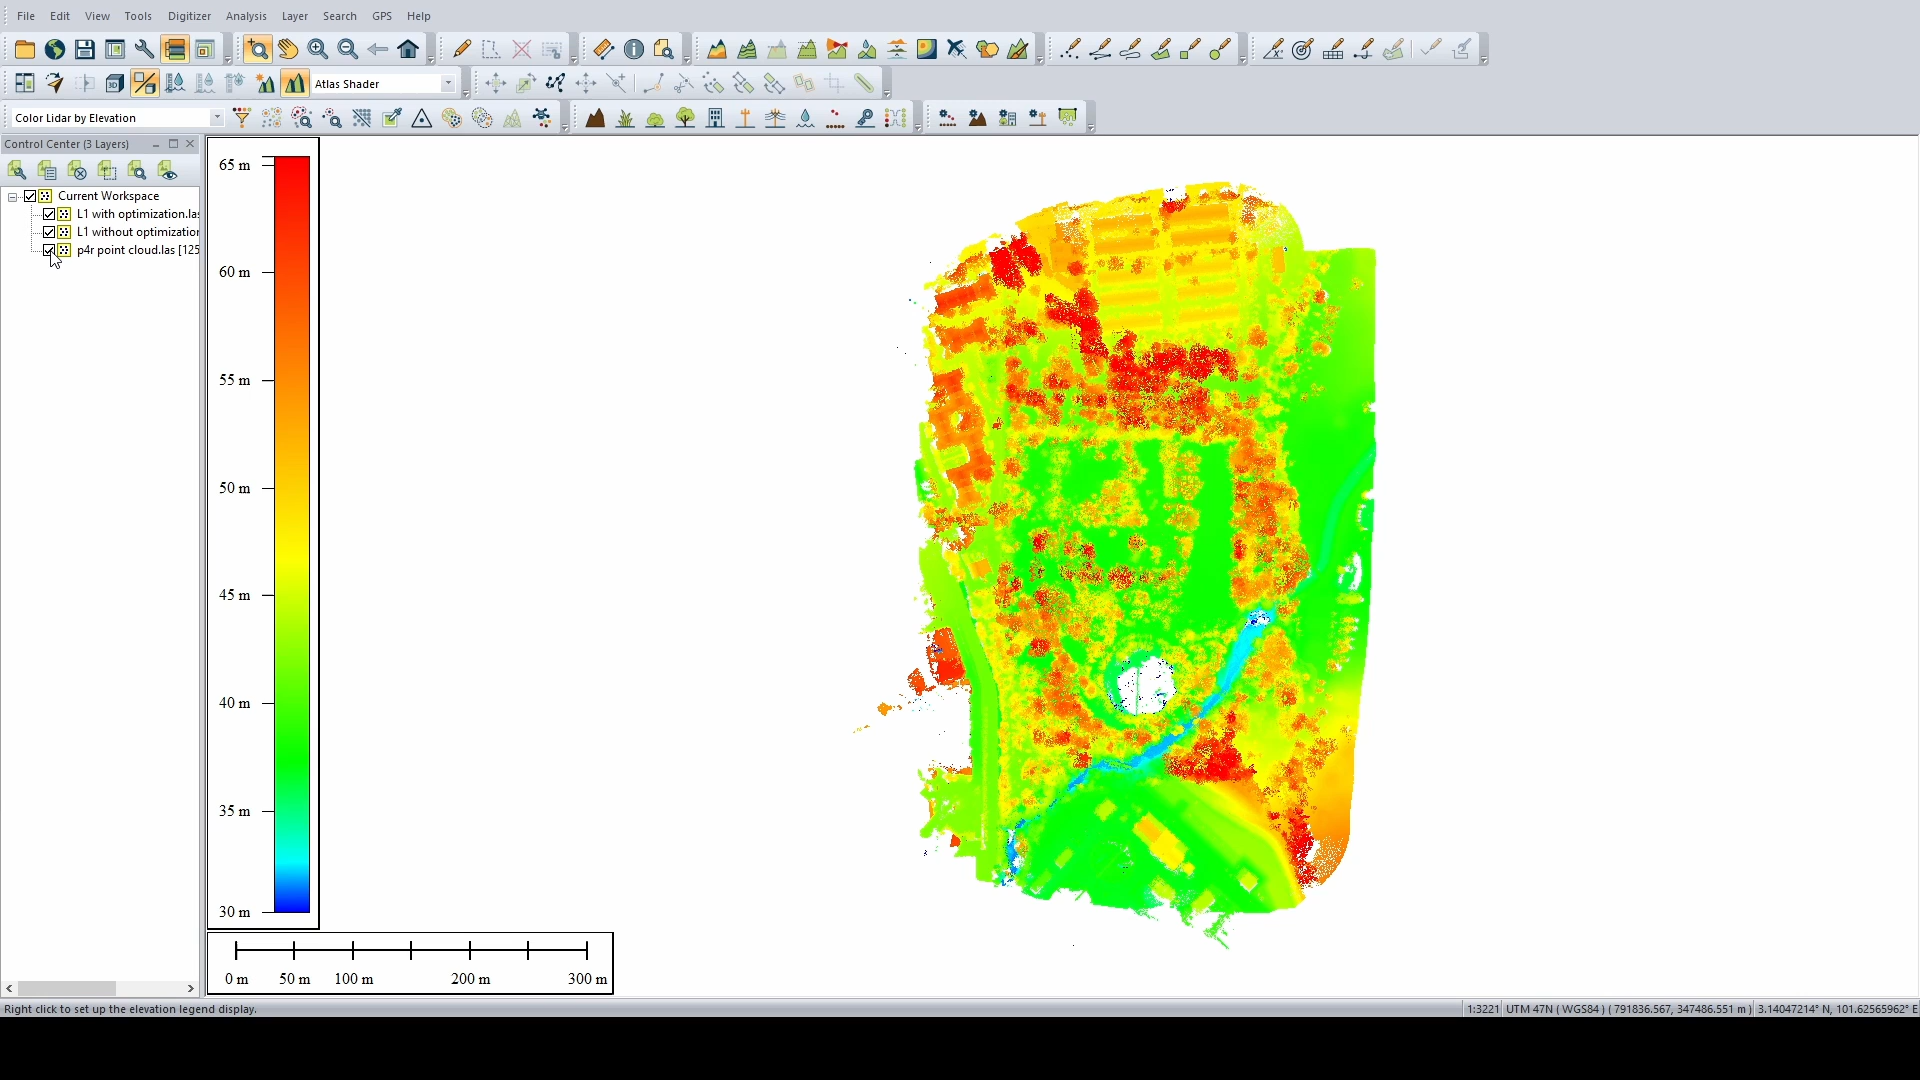 File Edit View Tools Digitizer Analysis Layer Search GPS Help
Atlas Shader
Color Lidar by Elevation
Control Center (3 Layers)
Current Workspace
L1 with optimization.las
L1 without optimization
p4r point cloud.las [125
65 m
60 m
55 m
50 m
45 m
40 m
35 m
30 m
0 m 50 m 100 m 200 m 300 m
Right click to set up the elevation legend display.
1:3221 UTM 47N ( WGS84 ) ( 791836.567, 347486.551 m ) 3.14047214° N, 101.62565962° E